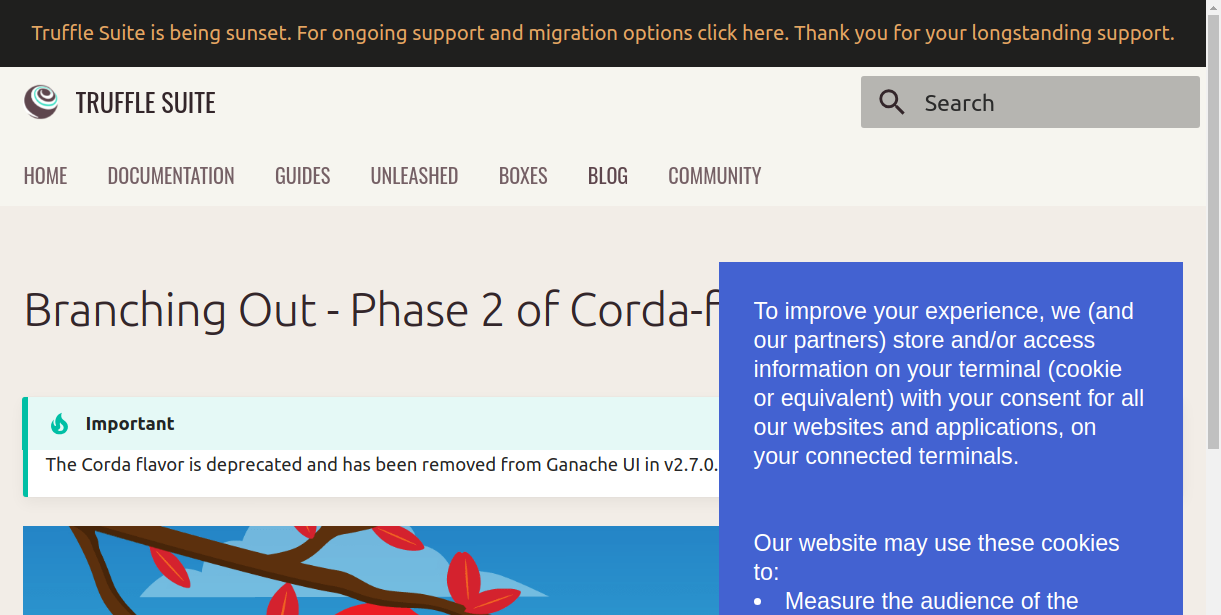 Truffle Suite is being sunset. For ongoing support and migration options click here. Thank you for your longstanding support.
TRUFFLE SUITE
Search
HOME DOCUMENTATION GUIDES UNLEASHED BOXES BLOG COMMUNITY
Branching Out - Phase 2 of Corda-f
Important
The Corda flavor is deprecated and has been removed from Ganache UI in v2.7.0.
To improve your experience, we (and
our partners) store and/or access
information on your terminal (cookie
or equivalent) with your consent for all
our websites and applications, on
your connected terminals.
Our website may use these cookies
to:
• Measure the audience of the